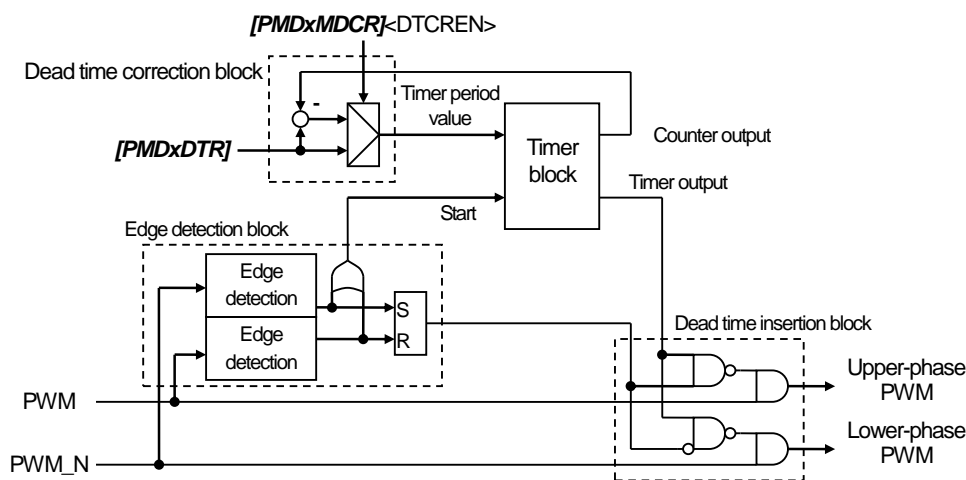 [PMDxMDCR]<DTCREN>
Dead time correction block
-
Timer period
value
[PMDxDTR]
Timer
block
Counter output
Timer output
Start
Edge detection block
Edge
detection
Edge
detection
S
R
Dead time insertion block
Upper-phase
PWM
Lower-phase
PWM
PWM
PWM_N